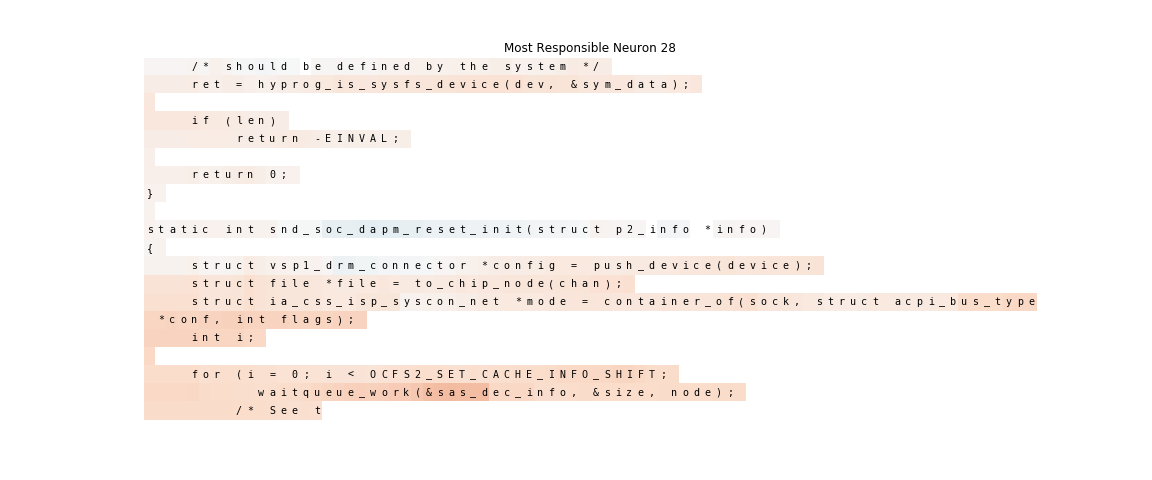 Most Responsible Neuron 28
/* should be defined by the system */
ret = hyprog_is_sysfs_device(dev, &sym_data);
if (len)
return -EINVAL;
return 0;
}
static int snd_soc_dapm_reset_init(struct p2_info *info)
{
struct vsp1_drm_connector *config = push_device(device);
struct file *file = to_chip_node(chan);
struct ia_css_isp_syscon_net *mode = container_of(sock, struct acpi_bus_type
*conf, int flags);
int i;
for (i = 0; i < OCFS2_SET_CACHE_INFO_SHIFT;
waitqueue_work(&sas_dec_info, &size, node);
/* See t